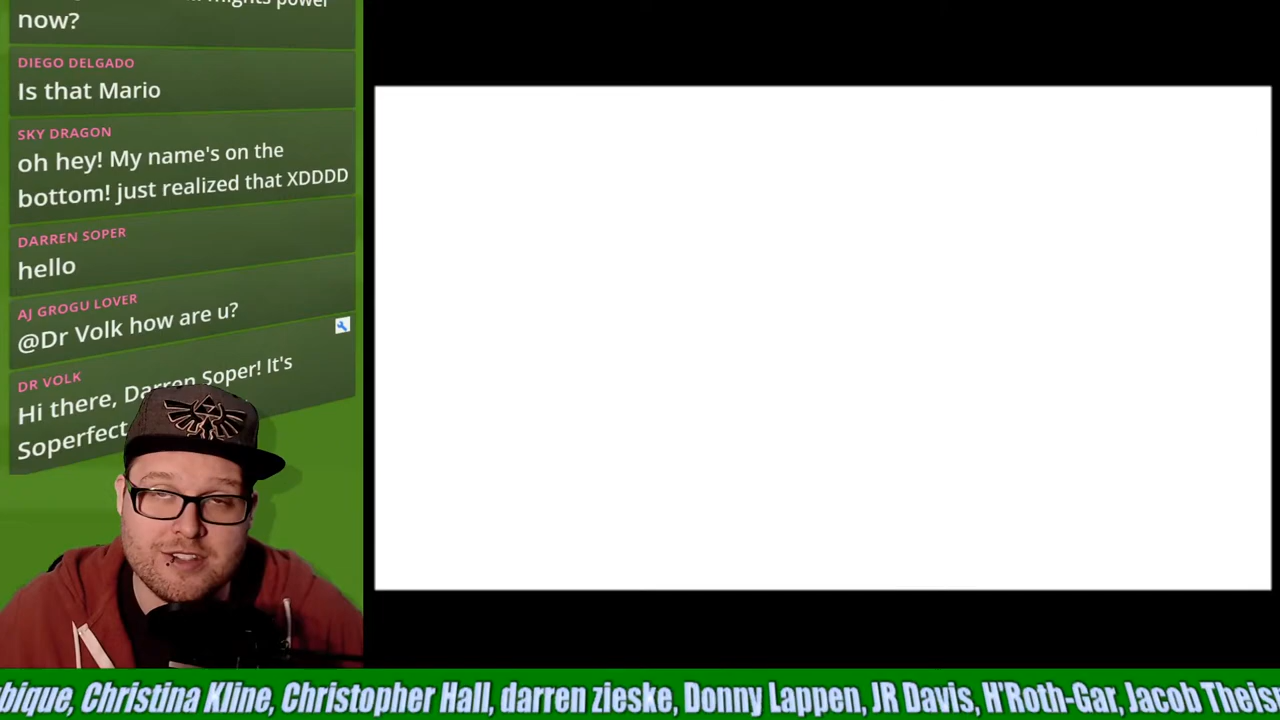 now?
DIEGO DELGADO
Is that Mario
SKY DRAGON
oh hey! My name's on the
bottom! just realized that XDDDD
DARREN SOPER
hello
AJ GROGU LOVER
@Dr Volk how are u?
DR VOLK
Hi there, Darren Soper! It's
Soperfect
Christina Kline, Christopher Hall, darren zieske, Donny Lappen, JR Davis, H'Roth-Gar, Jacob